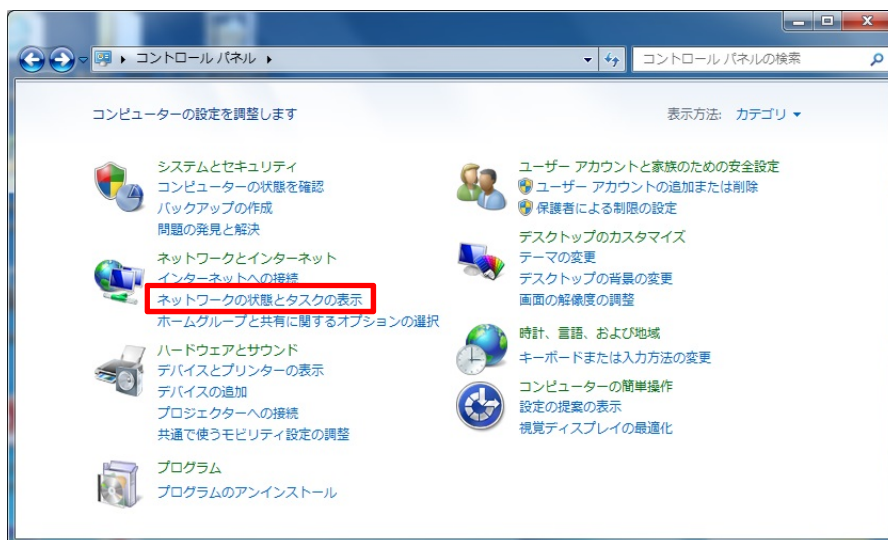 コントロール パネル
コントロール パネルの検索
コンピューターの設定を調整します
表示方法: カテゴリ
システムとセキュリティ
コンピューターの状態を確認
バックアップの作成
問題の発見と解決
ネットワークとインターネット
インターネットへの接続
ネットワークの状態とタスクの表示
ホームグループと共有に関するオプションの選択
ハードウェアとサウンド
デバイスとプリンターの表示
デバイスの追加
プロジェクターへの接続
共通で使うモビリティ設定の調整
プログラム
プログラムのアンインストール
ユーザー アカウントと家族のための安全設定
ユーザー アカウントの追加または削除
保護者による制限の設定
デスクトップのカスタマイズ
テーマの変更
デスクトップの背景の変更
画面の解像度の調整
時計、言語、および地域
キーボードまたは入力方法の変更
コンピューターの簡単操作
設定の提案の表示
視覚ディスプレイの最適化